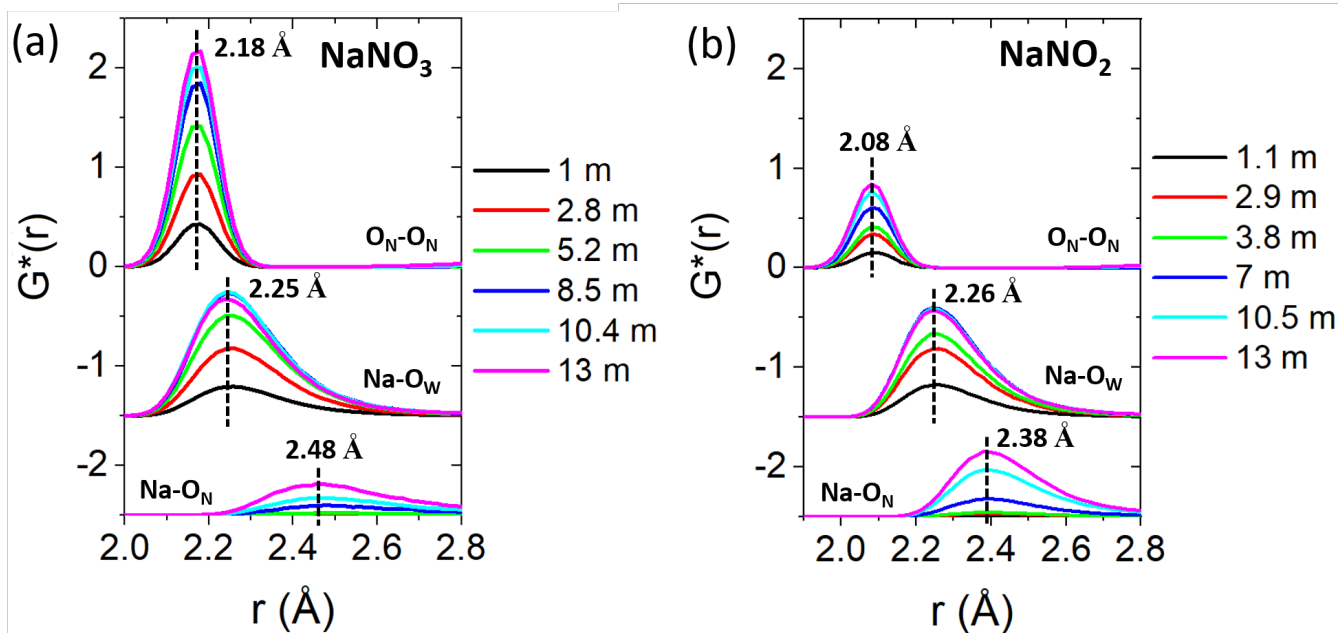 (a)
2.18 Å
NaNO3
2
1
0
-1
-2
G*(r)
ON-ON
2.25 Å
Na-OW
2.48 Å
Na-ON
2.0 2.2 2.4 2.6 2.8
r (Å)
1 m
2.8 m
5.2 m
8.5 m
10.4 m
13 m
(b)
NaNO2
2.08 Å
2
1
0
-1
-2
G*(r)
ON-ON
2.26 Å
Na-OW
2.38 Å
Na-ON
2.0 2.2 2.4 2.6 2.8
r (Å)
1.1 m
2.9 m
3.8 m
7 m
10.5 m
13 m